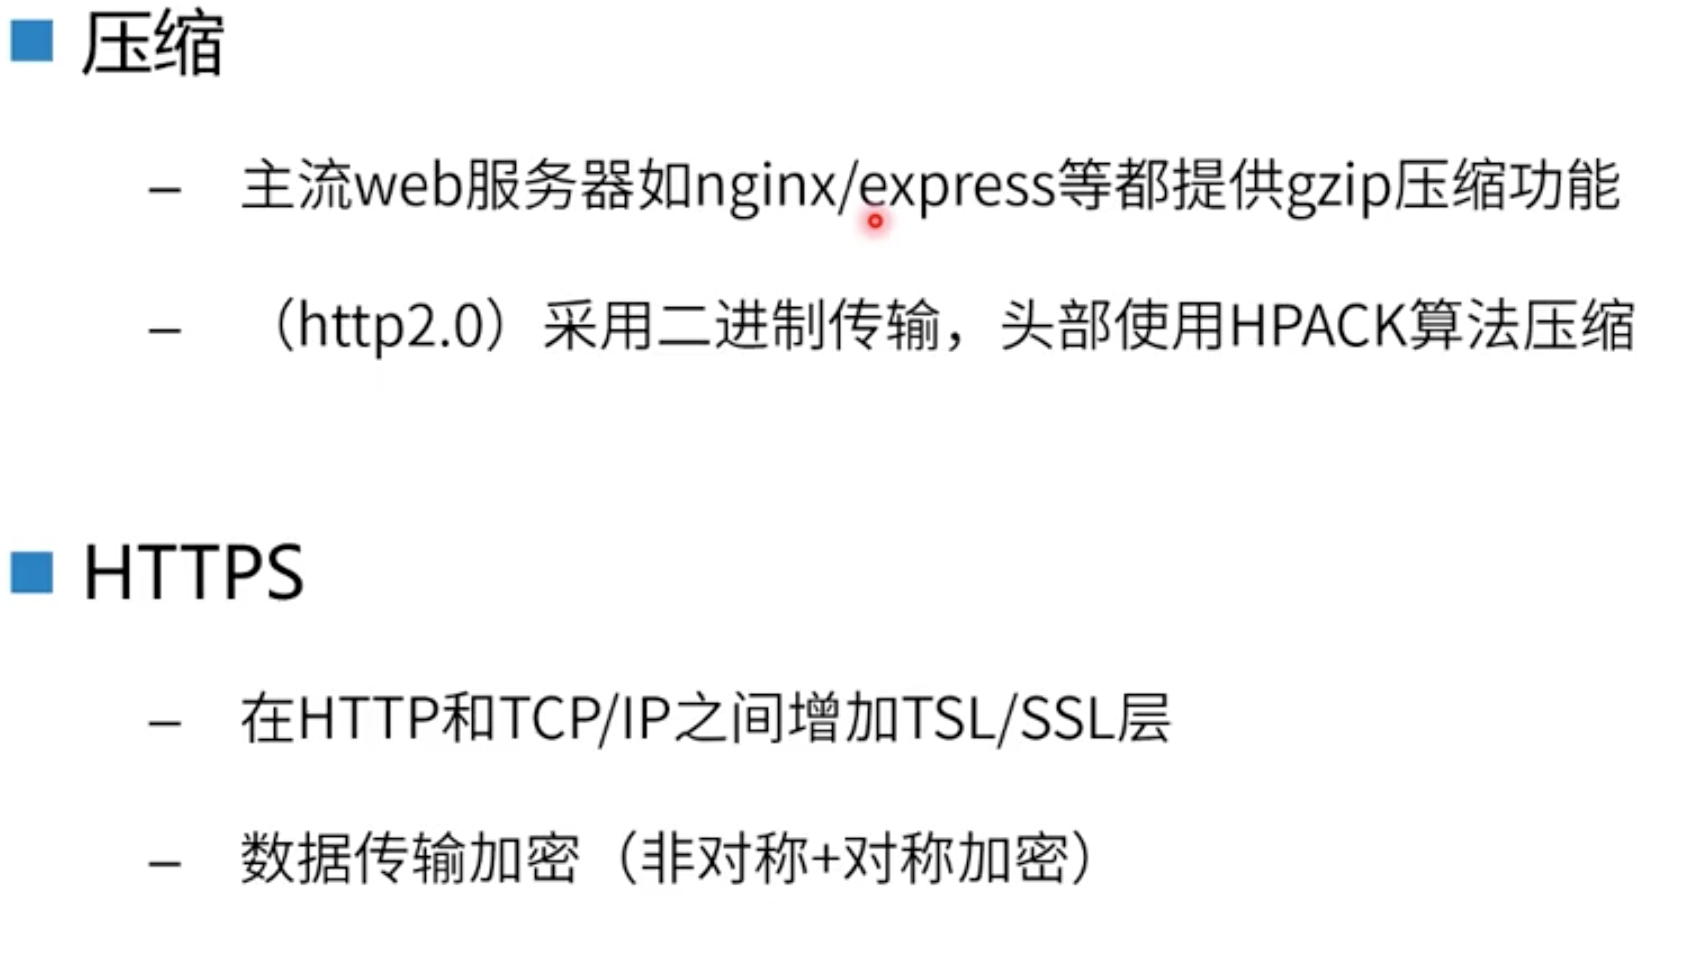 压缩
– 主流web服务器如nginx/express等都提供gzip压缩功能
– （http2.0）采用二进制传输，头部使用HPACK算法压缩
HTTPS
– 在HTTP和TCP/IP之间增加TSL/SSL层
– 数据传输加密（非对称+对称加密）